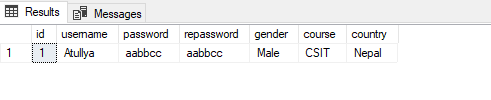 Results Messages
id username password repassword gender course country
1 1 Atullya aabbcc aabbcc Male CSIT Nepal